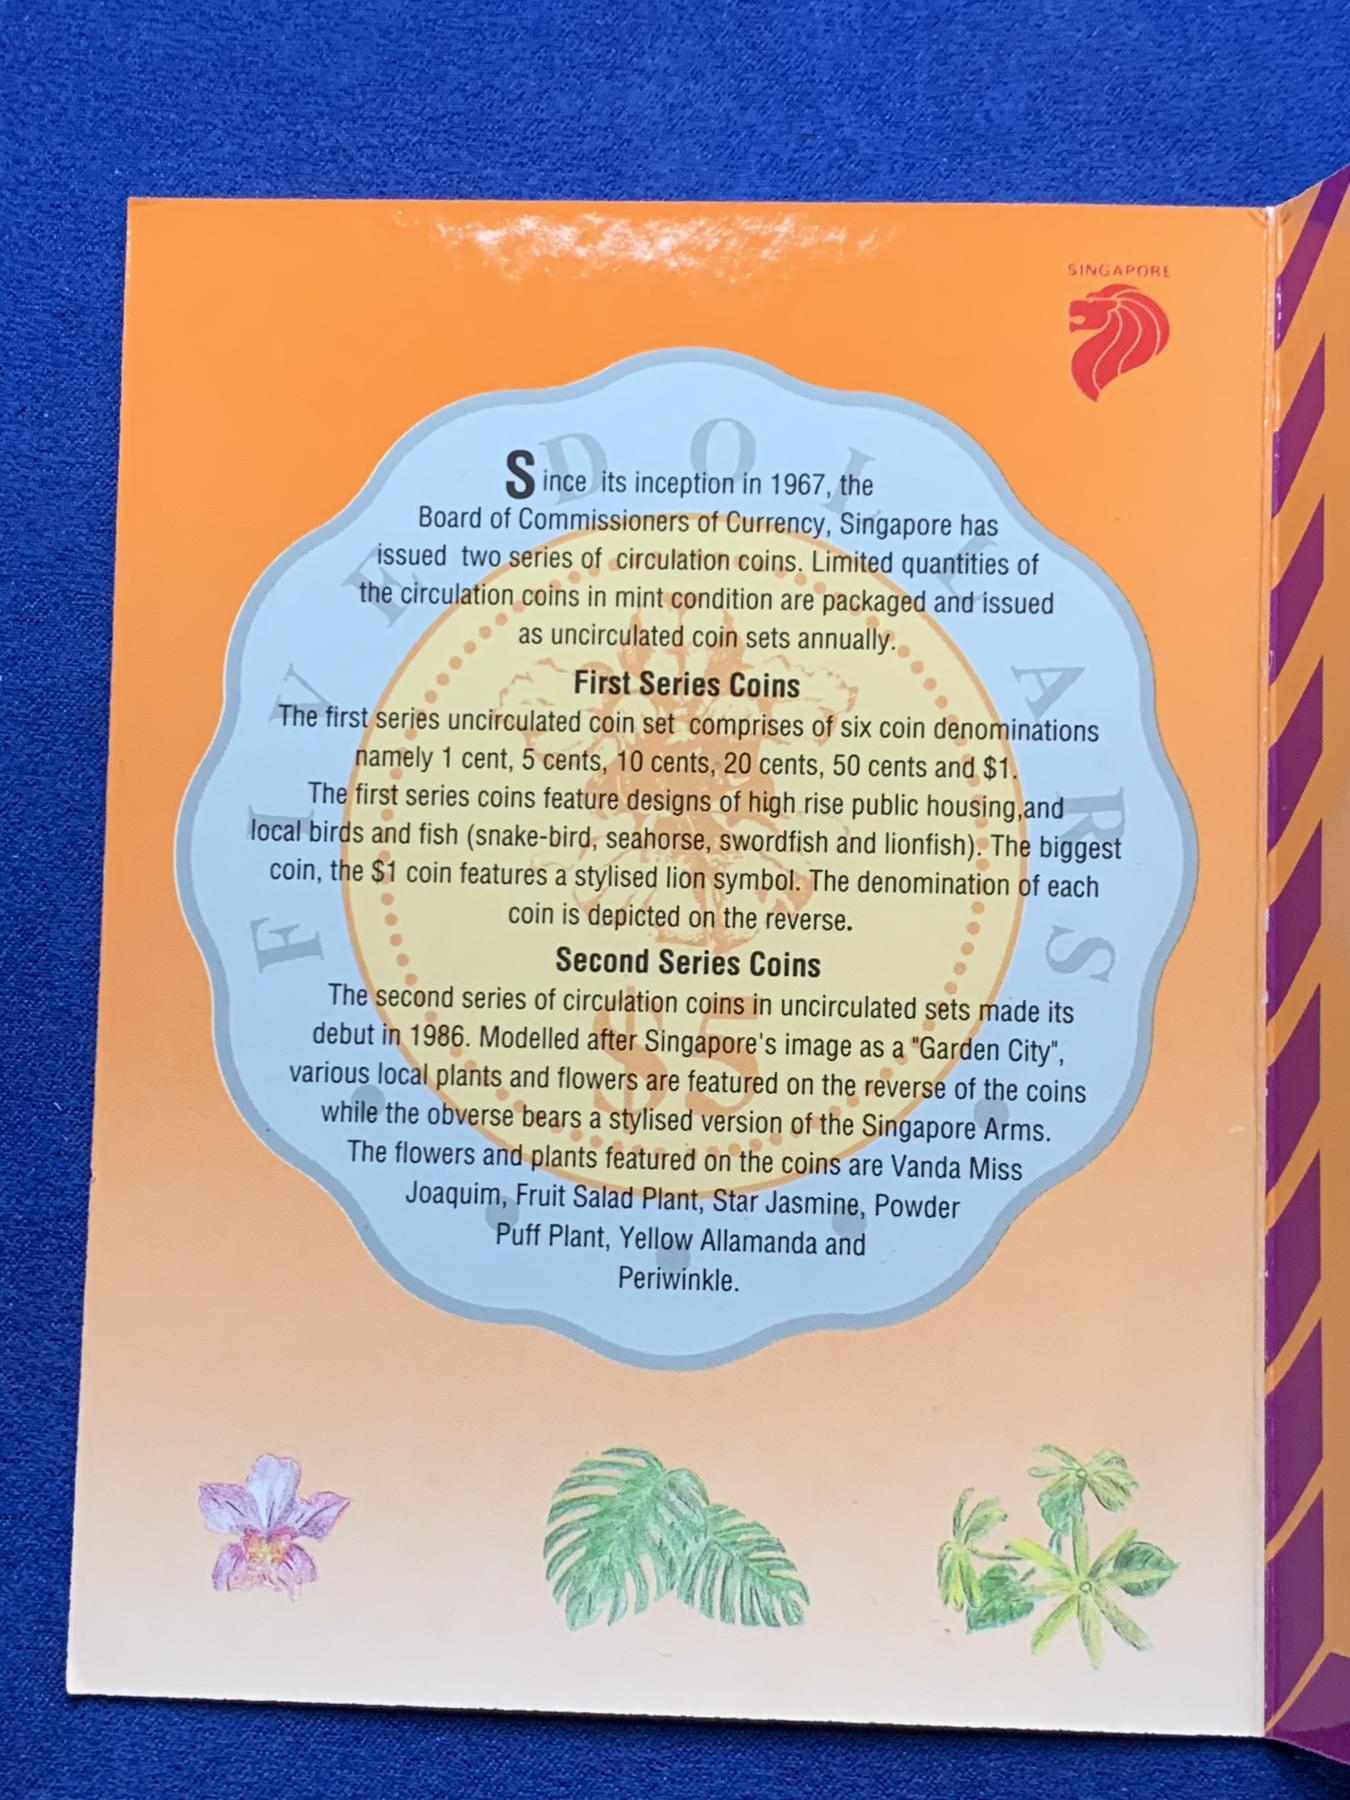 SINGAPORE
FIVE DOLLARS
Since its inception in 1967, the
Board of Commissioners of Currency, Singapore has
issued two series of circulation coins. Limited quantities of
the circulation coins in mint condition are packaged and issued
as uncirculated coin sets annually.
First Series Coins
The first series uncirculated coin set comprises of six coin denominations
namely 1 cent, 5 cents, 10 cents, 20 cents, 50 cents and $1.
The first series coins feature designs of high rise public housing,and
local birds and fish (snake-bird, seahorse, swordfish and lionfish). The biggest
coin, the $1 coin features a stylised lion symbol. The denomination of each
coin is depicted on the reverse.
Second Series Coins
The second series of circulation coins in uncirculated sets made its
debut in 1986. Modelled after Singapore's image as a "Garden City",
various local plants and flowers are featured on the reverse of the coins
while the obverse bears a stylised version of the Singapore Arms.
The flowers and plants featured on the coins are Vanda Miss
Joaquim, Fruit Salad Plant, Star Jasmine, Powder
Puff Plant, Yellow Allamanda and
Periwinkle.
$5